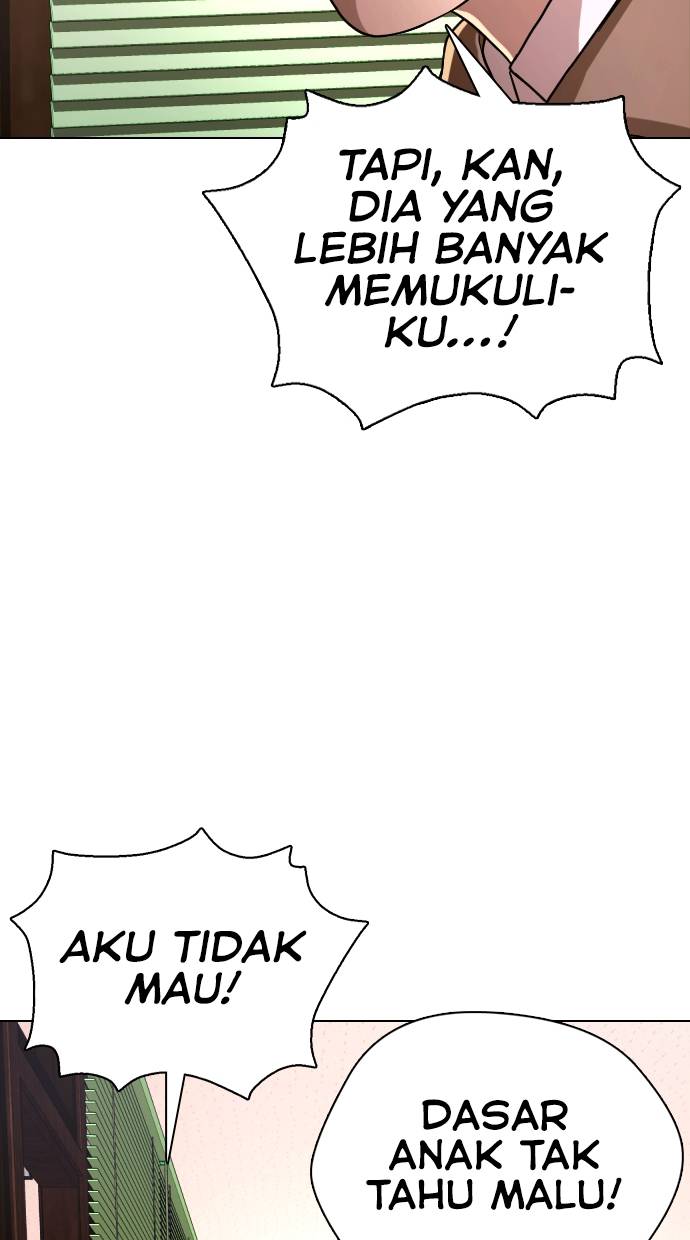 TAPI, KAN,
DIA YANG
LEBIH BANYAK
MEMUKULI-
KU...!
AKU TIDAK
MAU!
DASAR
ANAK TAK
TAHU MALU!